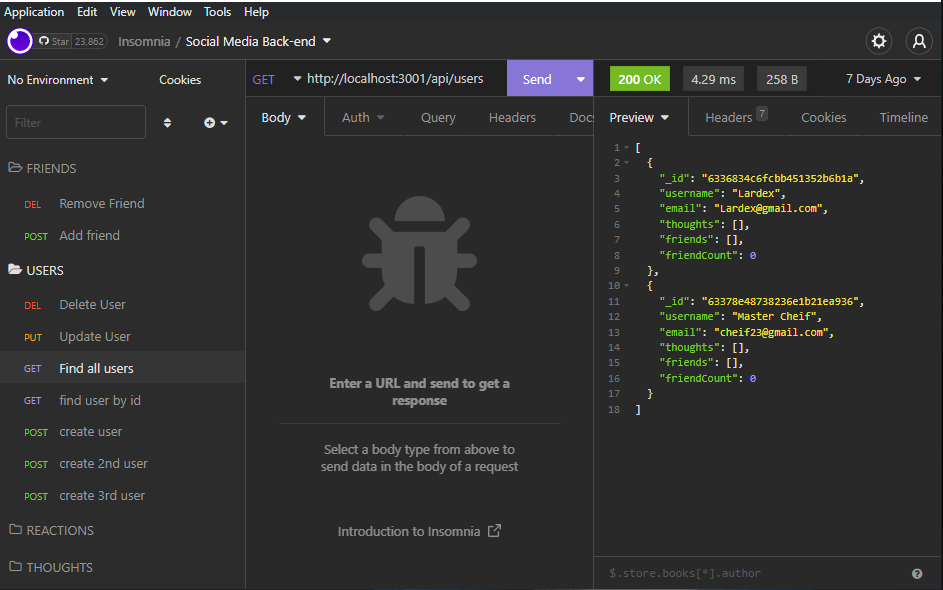 Application Edit View Window Tools Help
Star 23,862 Insomnia / Social Media Back-end
No Environment Cookies
Filter
FRIENDS
DEL Remove Friend
POST Add friend
USERS
DEL Delete User
PUT Update User
GET Find all users
GET find user by id
POST create user
POST create 2nd user
POST create 3rd user
REACTIONS
THOUGHTS
GET http://localhost:3001/api/users Send
Body Auth Query Headers Docs
Enter a URL and send to get a
response
Select a body type from above to
send data in the body of a request
Introduction to Insomnia
200 OK 4.29 ms 258 B 7 Days Ago
Preview Headers 7 Cookies Timeline
1 [
2 {
3 "_id": "6336834c6fcbb451352b6b1a",
4 "username": "Lardex",
5 "email": "Lardex@gmail.com",
6 "thoughts": [],
7 "friends": [],
8 "friendCount": 0
9 },
10 {
11 "_id": "63378e48738236e1b21ea936",
12 "username": "Master Cheif",
13 "email": "cheif23@gmail.com",
14 "thoughts": [],
15 "friends": [],
16 "friendCount": 0
17 }
18 ]
$.store.books[*].author